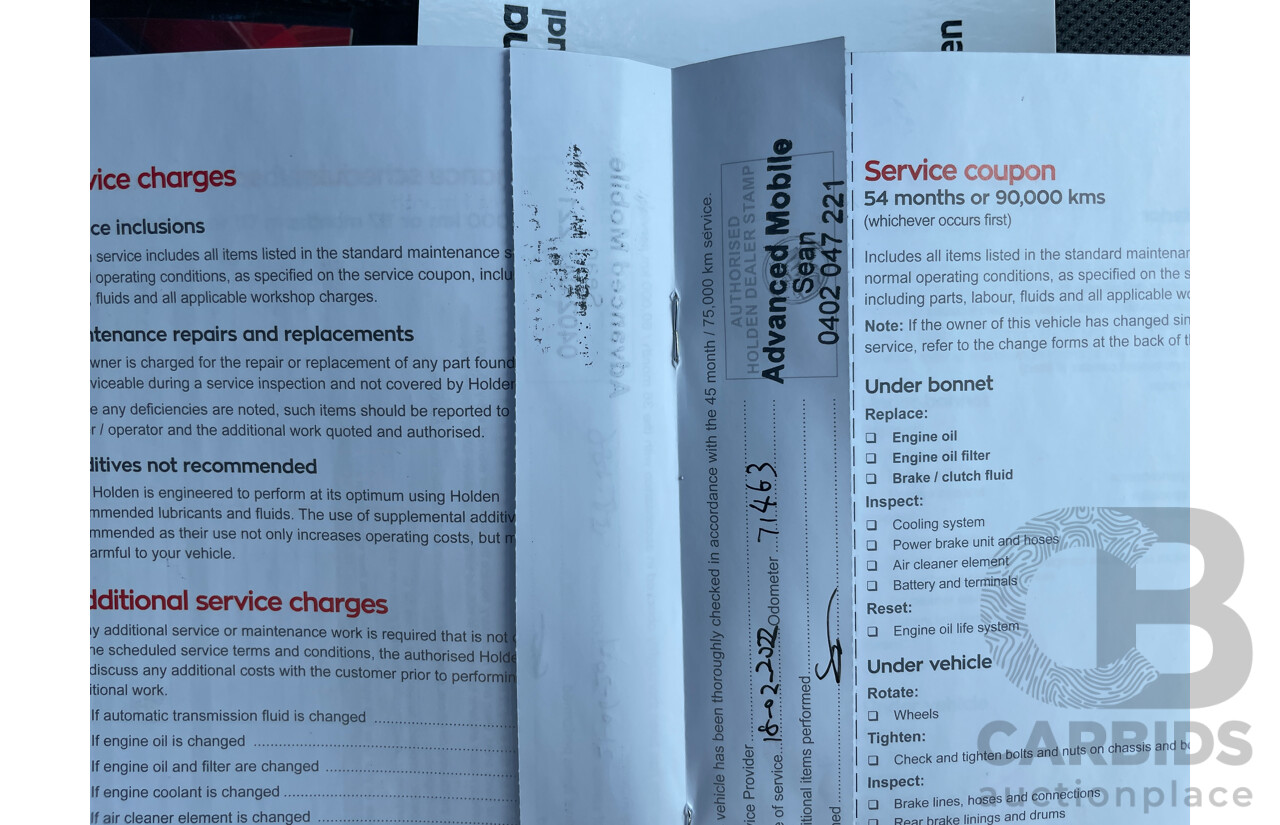 na
ual
en
vice charges
ce inclusions
service includes all items listed in the standard maintenance s
operating conditions, as specified on the service coupon, inclu
, fluids and all applicable workshop charges.
ntenance repairs and replacements
wner is charged for the repair or replacement of any part found
viceable during a service inspection and not covered by Holden
e any deficiencies are noted, such items should be reported to
r / operator and the additional work quoted and authorised.
ditives not recommended
Holden is engineered to perform at its optimum using Holden
mmended lubricants and fluids. The use of supplemental additiv
mmended as their use not only increases operating costs, but m
armful to your vehicle.
dditional service charges
ny additional service or maintenance work is required that is not
he scheduled service terms and conditions, the authorised Holde
discuss any additional costs with the customer prior to performin
itional work.
If automatic transmission fluid is changed
If engine oil is changed
If engine oil and filter are changed
If engine coolant is changed
If air cleaner element is changed
vehicle has been thoroughly checked in accordance with the 45 month / 75,000 km service.
AUTHORISED
HOLDEN DEALER STAMP
Advanced Mobile
Sean
0402 047 221
vice Provider
e of service 18-02-2022 Odometer 71463
itional items performed
ned
Service coupon
54 months or 90,000 kms
(whichever occurs first)
Includes all items listed in the standard maintenan
normal operating conditions, as specified on the s
including parts, labour, fluids and all applicable wo
Note: If the owner of this vehicle has changed sin
service, refer to the change forms at the back of t
Under bonnet
Replace:
❏ Engine oil
❏ Engine oil filter
❏ Brake / clutch fluid
Inspect:
❏ Cooling system
❏ Power brake unit and hoses
❏ Air cleaner element
❏ Battery and terminals
Reset:
❏ Engine oil life system
Under vehicle
Rotate:
❏ Wheels
Tighten:
❏ Check and tighten bolts and nuts on chassis and bo
Inspect:
❏ Brake lines, hoses and connections
❏ Rear brake linings and drums
CB
CARBIDS
auctionplace